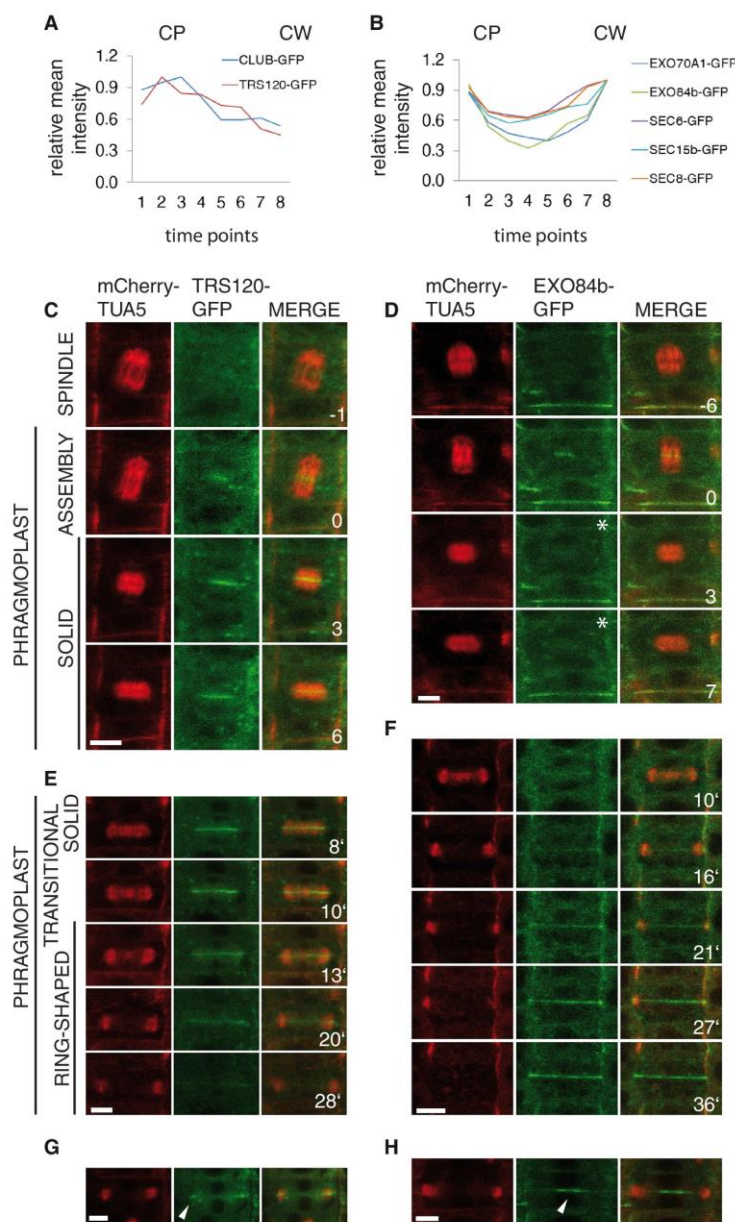 A
CP
CW
CLUB-GFP
TRS120-GFP
relative mean
intensity
1.2
0.9
0.6
0.3
0.0
1 2 3 4 5 6 7 8
time points
B
CP
CW
EXO70A1-GFP
EXO84b-GFP
SEC6-GFP
SEC15b-GFP
SEC8-GFP
relative mean
intensity
1.2
0.9
0.6
0.3
0.0
1 2 3 4 5 6 7 8
time points
C
mCherry-
TUA5
TRS120-
GFP
MERGE
SPINDLE
-1
PHRAGMOPLAST
ASSEMBLY
0
SOLID
3
6
D
mCherry-
TUA5
EXO84b-
GFP
MERGE
-6
0
*
3
*
7
E
PHRAGMOPLAST
SOLID
8‘
TRANSITIONAL
10‘
RING-SHAPED
13‘
20‘
28‘
F
10‘
16‘
21‘
27‘
36‘
G
H